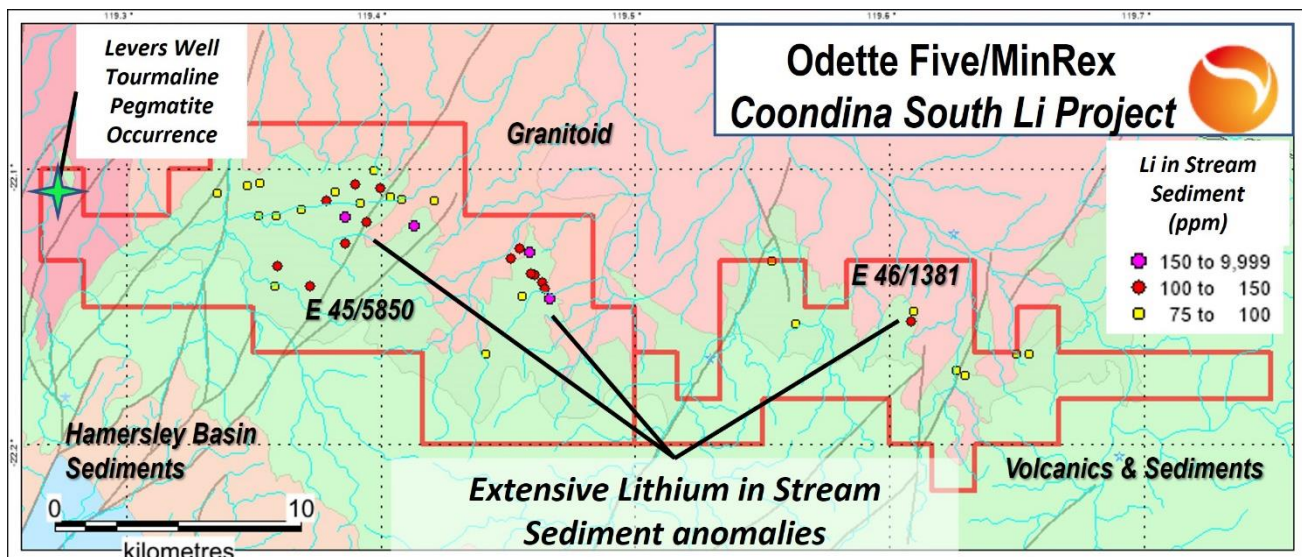 119.3
119.4
119.5
119.6
119.7
Levers Well
Tourmaline
Pegmatite
Occurrence
Odette Five/MinRex
Coondina South Li Project
Granitoid
-22.1
Li in Stream
Sediment
(ppm)
150 to 9,999
100 to 150
75 to 100
E 45/5850
E 46/1381
-22.2
Hamersley Basin
Sediments
Volcanics & Sediments
Extensive Lithium in Stream
Sediment anomalies
0 10
kilometres